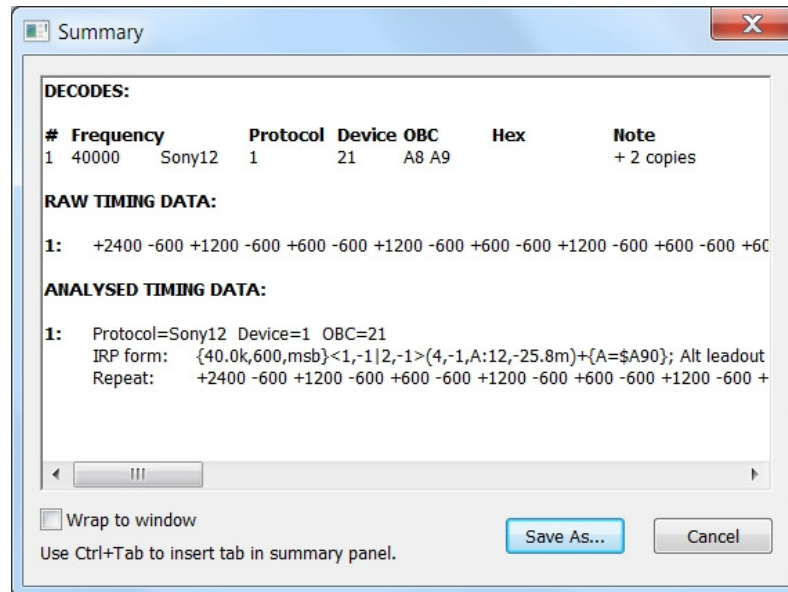 Summary
DECODES:
# Frequency Protocol Device OBC Hex Note
1 40000 Sony12 1 21 A8 A9 + 2 copies
RAW TIMING DATA:
1: +2400 -600 +1200 -600 +600 -600 +1200 -600 +600 -600 +1200 -600 +600 -600 +60
ANALYSED TIMING DATA:
1: Protocol=Sony12 Device=1 OBC=21
IRP form: {40.0k,600,msb}<1,-1|2,-1>(4,-1,A:12,-25.8m)+{A=$A90}; Alt leadout
Repeat: +2400 -600 +1200 -600 +600 -600 +1200 -600 +600 -600 +1200 -600 +
Wrap to window
Use Ctrl+Tab to insert tab in summary panel.
Save As...
Cancel